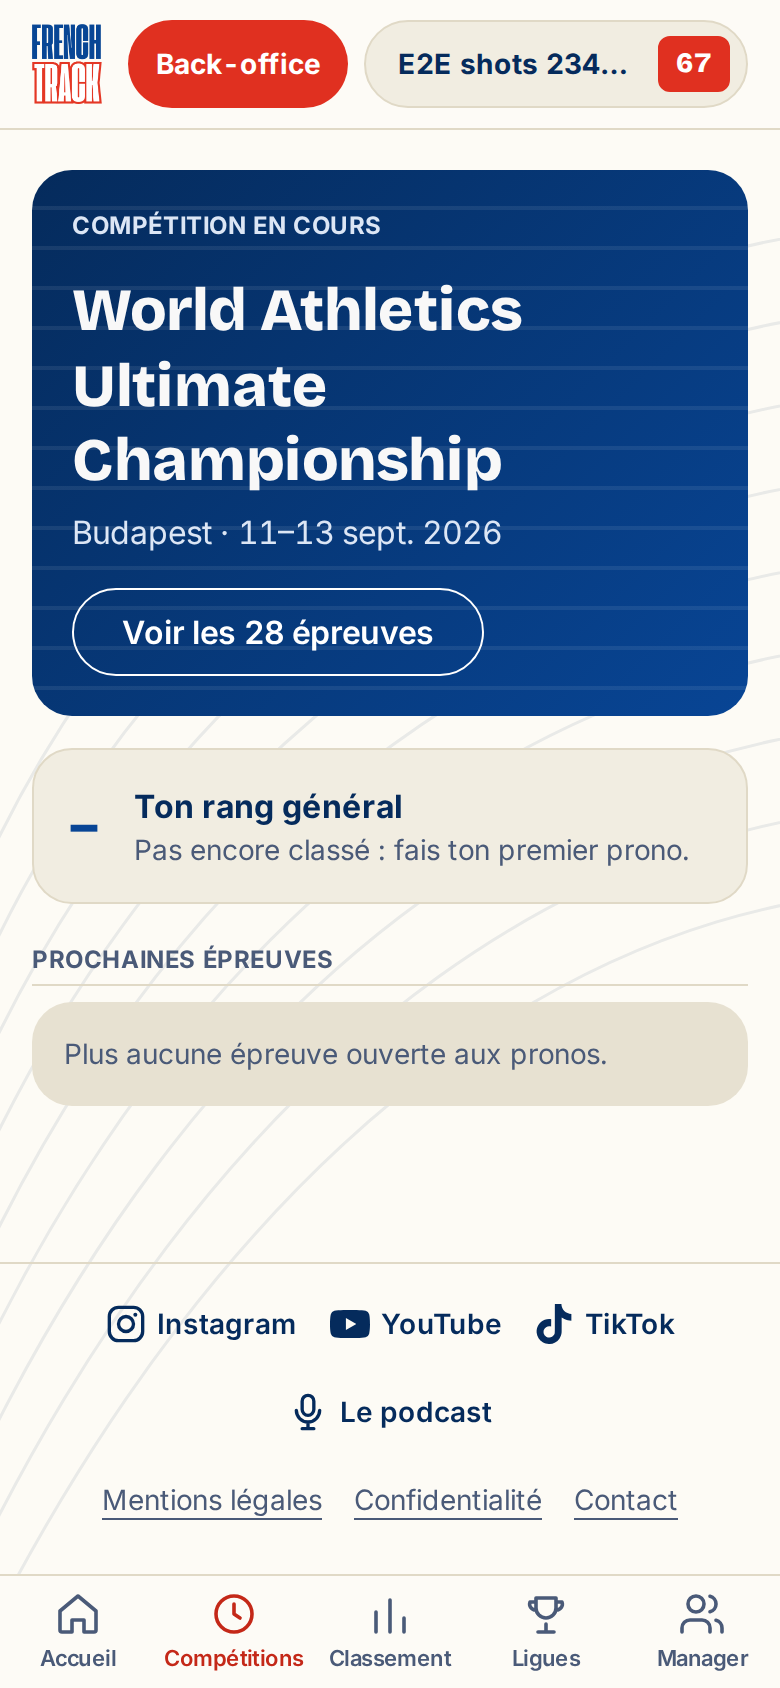 FRENCH
TRACK
Back-office
E2E shots 234...
67
COMPÉTITION EN COURS
World Athletics
Ultimate
Championship
Budapest · 11–13 sept. 2026
Voir les 28 épreuves
–
Ton rang général
Pas encore classé : fais ton premier prono.
PROCHAINES ÉPREUVES
Plus aucune épreuve ouverte aux pronos.
Instagram
YouTube
TikTok
Le podcast
Mentions légales
Confidentialité
Contact
Accueil
Compétitions
Classement
Ligues
Manager